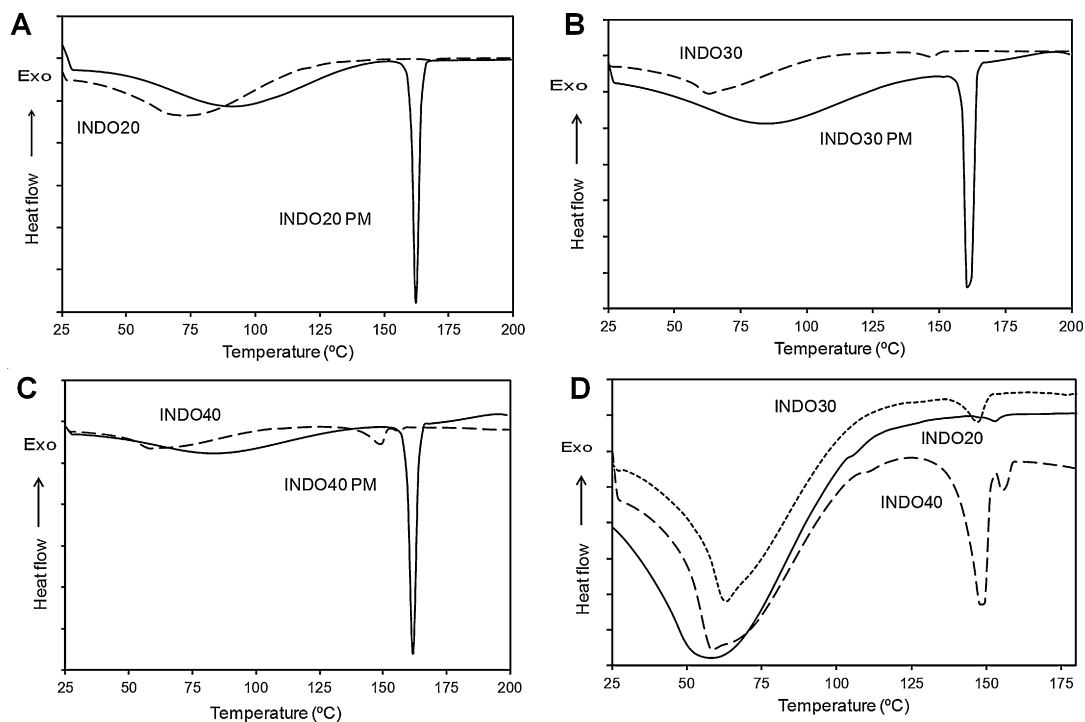 A
Exo
Heat flow
INDO20
INDO20 PM
25 50 75 100 125 150 175 200
Temperature (ºC)
B
Exo
Heat flow
INDO30
INDO30 PM
25 50 75 100 125 150 175 200
Temperature (ºC)
C
Exo
Heat flow
INDO40
INDO40 PM
25 50 75 100 125 150 175 200
Temperature (ºC)
D
Exo
Heat flow
INDO30
INDO20
INDO40
25 50 75 100 125 150 175
Temperature (ºC)